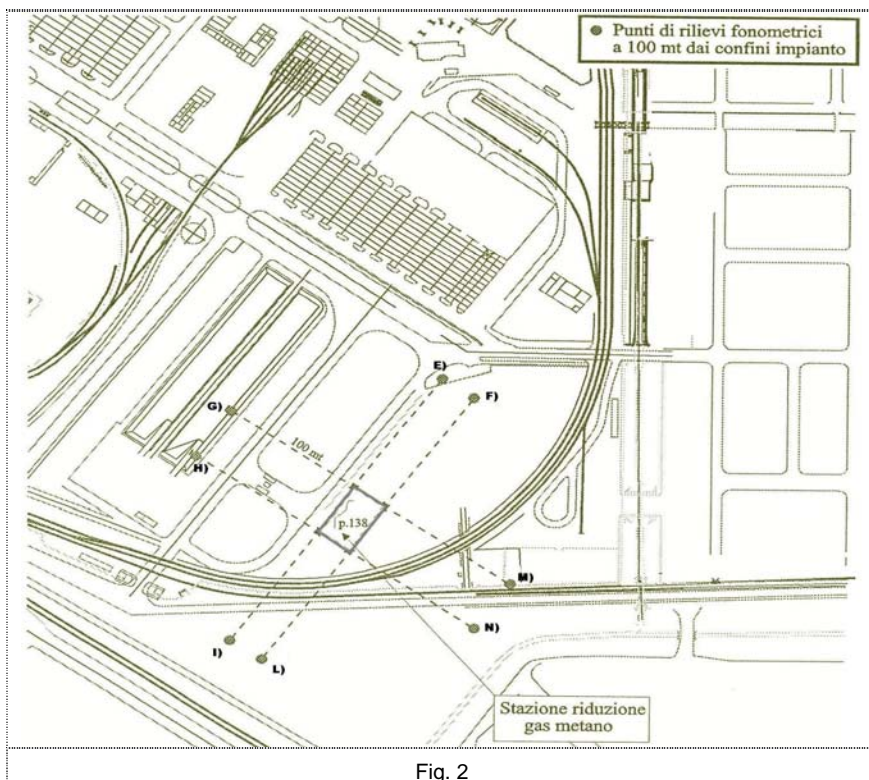 Punti di rilievi fonometrici
a 100 mt dai confini impianto
E)
F)
G)
100 mt
H)
p.138
M)
N)
I)
L)
Stazione riduzione
gas metano
Fig. 2